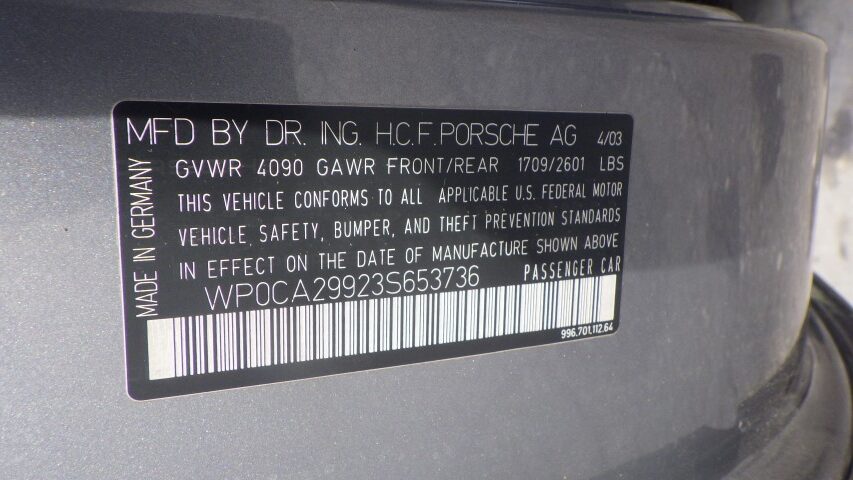 MFD BY DR. ING. H.C.F. PORSCHE AG 4/03
GVWR 4090 GAWR FRONT/REAR 1709/2601 LBS
THIS VEHICLE CONFORMS TO ALL APPLICABLE U.S. FEDERAL MOTOR
VEHICLE, SAFETY, BUMPER, AND THEFT PREVENTION STANDARDS
IN EFFECT ON THE DATE OF MANUFACTURE SHOWN ABOVE
WP0CA29923S653736 PASSENGER CAR
996.701.112.64
MADE IN GERMANY